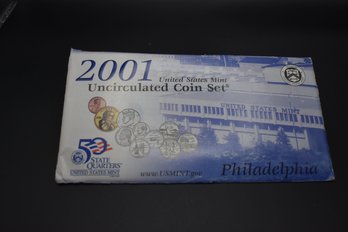 2001
United States Mint
Uncirculated Coin Set®
UNITED STATES MINT
50
STATE
QUARTERS
UNITED STATES MINT
www.USMINT.gov
Philadelphia